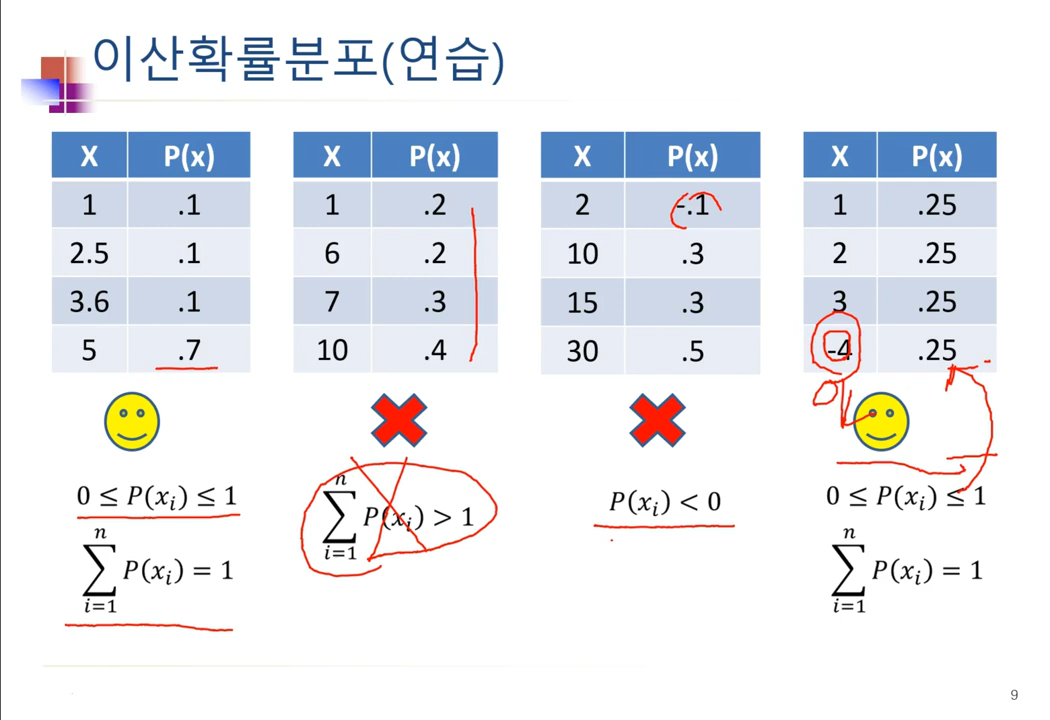 이산확률분포(연습)
X P(x)
1 .1
2.5 .1
3.6 .1
5 .7
0 ≤ P(xᵢ) ≤ 1
n
∑ P(xᵢ) = 1
i=1
X P(x)
1 .2
6 .2
7 .3
10 .4
n
∑ P(xᵢ) > 1
i=1
X P(x)
2 -.1
10 .3
15 .3
30 .5
P(xᵢ) < 0
X P(x)
1 .25
2 .25
3 .25
-4 .25
0 ≤ P(xᵢ) ≤ 1
n
∑ P(xᵢ) = 1
i=1
9